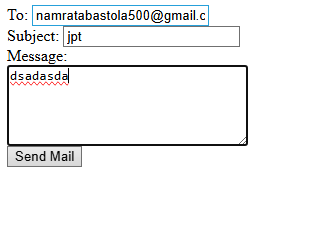 To: namratabastola500@gmail.c
Subject: jpt
Message:
dsadasda
Send Mail